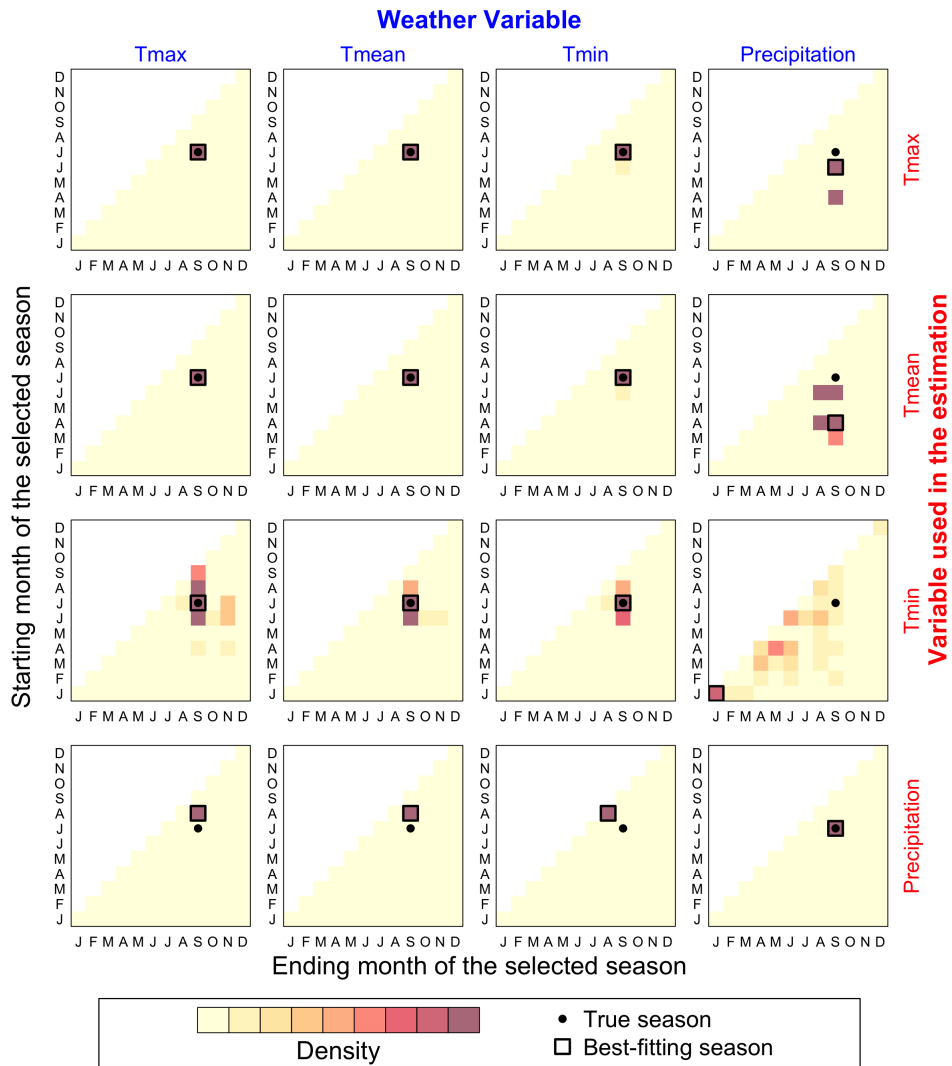 Weather Variable
Tmax Tmean Tmin Precipitation
D D D D
N N N N
O O O O
S S S S
A A A A
J J J J
J J J J
M M M M
A A A A
M M M M
F F F F
J J J J
Tmax
J F M A M J J A S O N D J F M A M J J A S O N D J F M A M J J A S O N D J F M A M J J A S O N D
D D D D
N N N N
O O O O
S S S S
A A A A
J J J J
J J J J
M M M M
A A A A
M M M M
F F F F
J J J J
Tmean
J F M A M J J A S O N D J F M A M J J A S O N D J F M A M J J A S O N D J F M A M J J A S O N D
Starting month of the selected season
Variable used in the estimation
D D D D
N N N N
O O O O
S S S S
A A A A
J J J J
J J J J
M M M M
A A A A
M M M M
F F F F
J J J J
Tmin
J F M A M J J A S O N D J F M A M J J A S O N D J F M A M J J A S O N D J F M A M J J A S O N D
D D D D
N N N N
O O O O
S S S S
A A A A
J J J J
J J J J
M M M M
A A A A
M M M M
F F F F
J J J J
Precipitation
J F M A M J J A S O N D J F M A M J J A S O N D J F M A M J J A S O N D J F M A M J J A S O N D
Ending month of the selected season
Density
True season
Best-fitting season